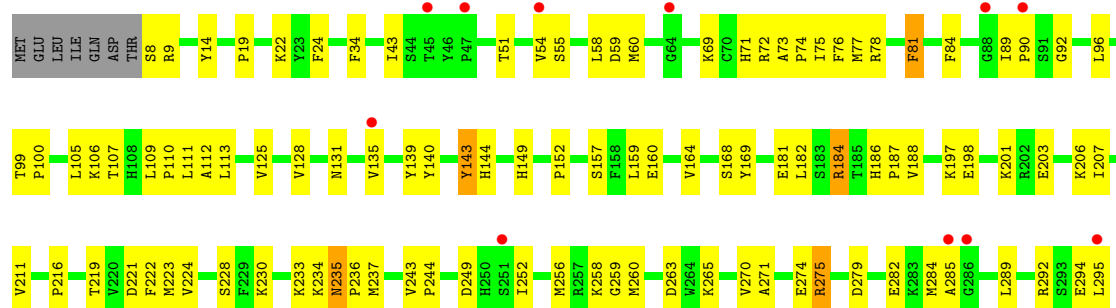 MET GLU LEU ILE GLN ASP THR S8 R9 Y14 P19 K22 Y23 F24 F34 I43 S44 T45 Y46 P47 T51 V54 S55 L58 D59 M60 G64 K69 C70 H71 R72 A73 P74 I75 F76 M77 R78 F81 F84 G88 I89 P90 S91 G92 L96
T99 P100 L105 K106 T107 H108 L109 P110 L111 A112 L113 V125 V128 N131 V135 Y139 Y140 Y143 H144 H149 P152 S157 F158 L159 E160 V164 S168 Y169 E181 L182 S183 R184 T185 H186 P187 V188 K197 E198 K201 R202 E203 K206 I207
V211 P216 T219 V220 D221 F222 M223 V224 S228 F229 K230 K233 K234 N235 P236 M237 V243 P244 D249 H250 S251 I252 M256 R257 K258 G259 M260 D263 W264 K265 V270 A271 E274 R275 D279 E282 K283 M284 A285 G286 L289 R292 S293 E294 L295